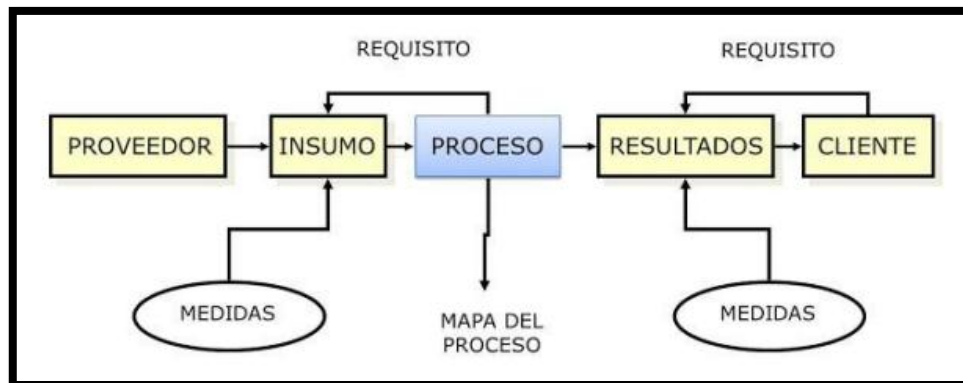 REQUISITO
REQUISITO
PROVEEDOR
INSUMO
PROCESO
RESULTADOS
CLIENTE
MEDIDAS
MAPA DEL
PROCESO
MEDIDAS